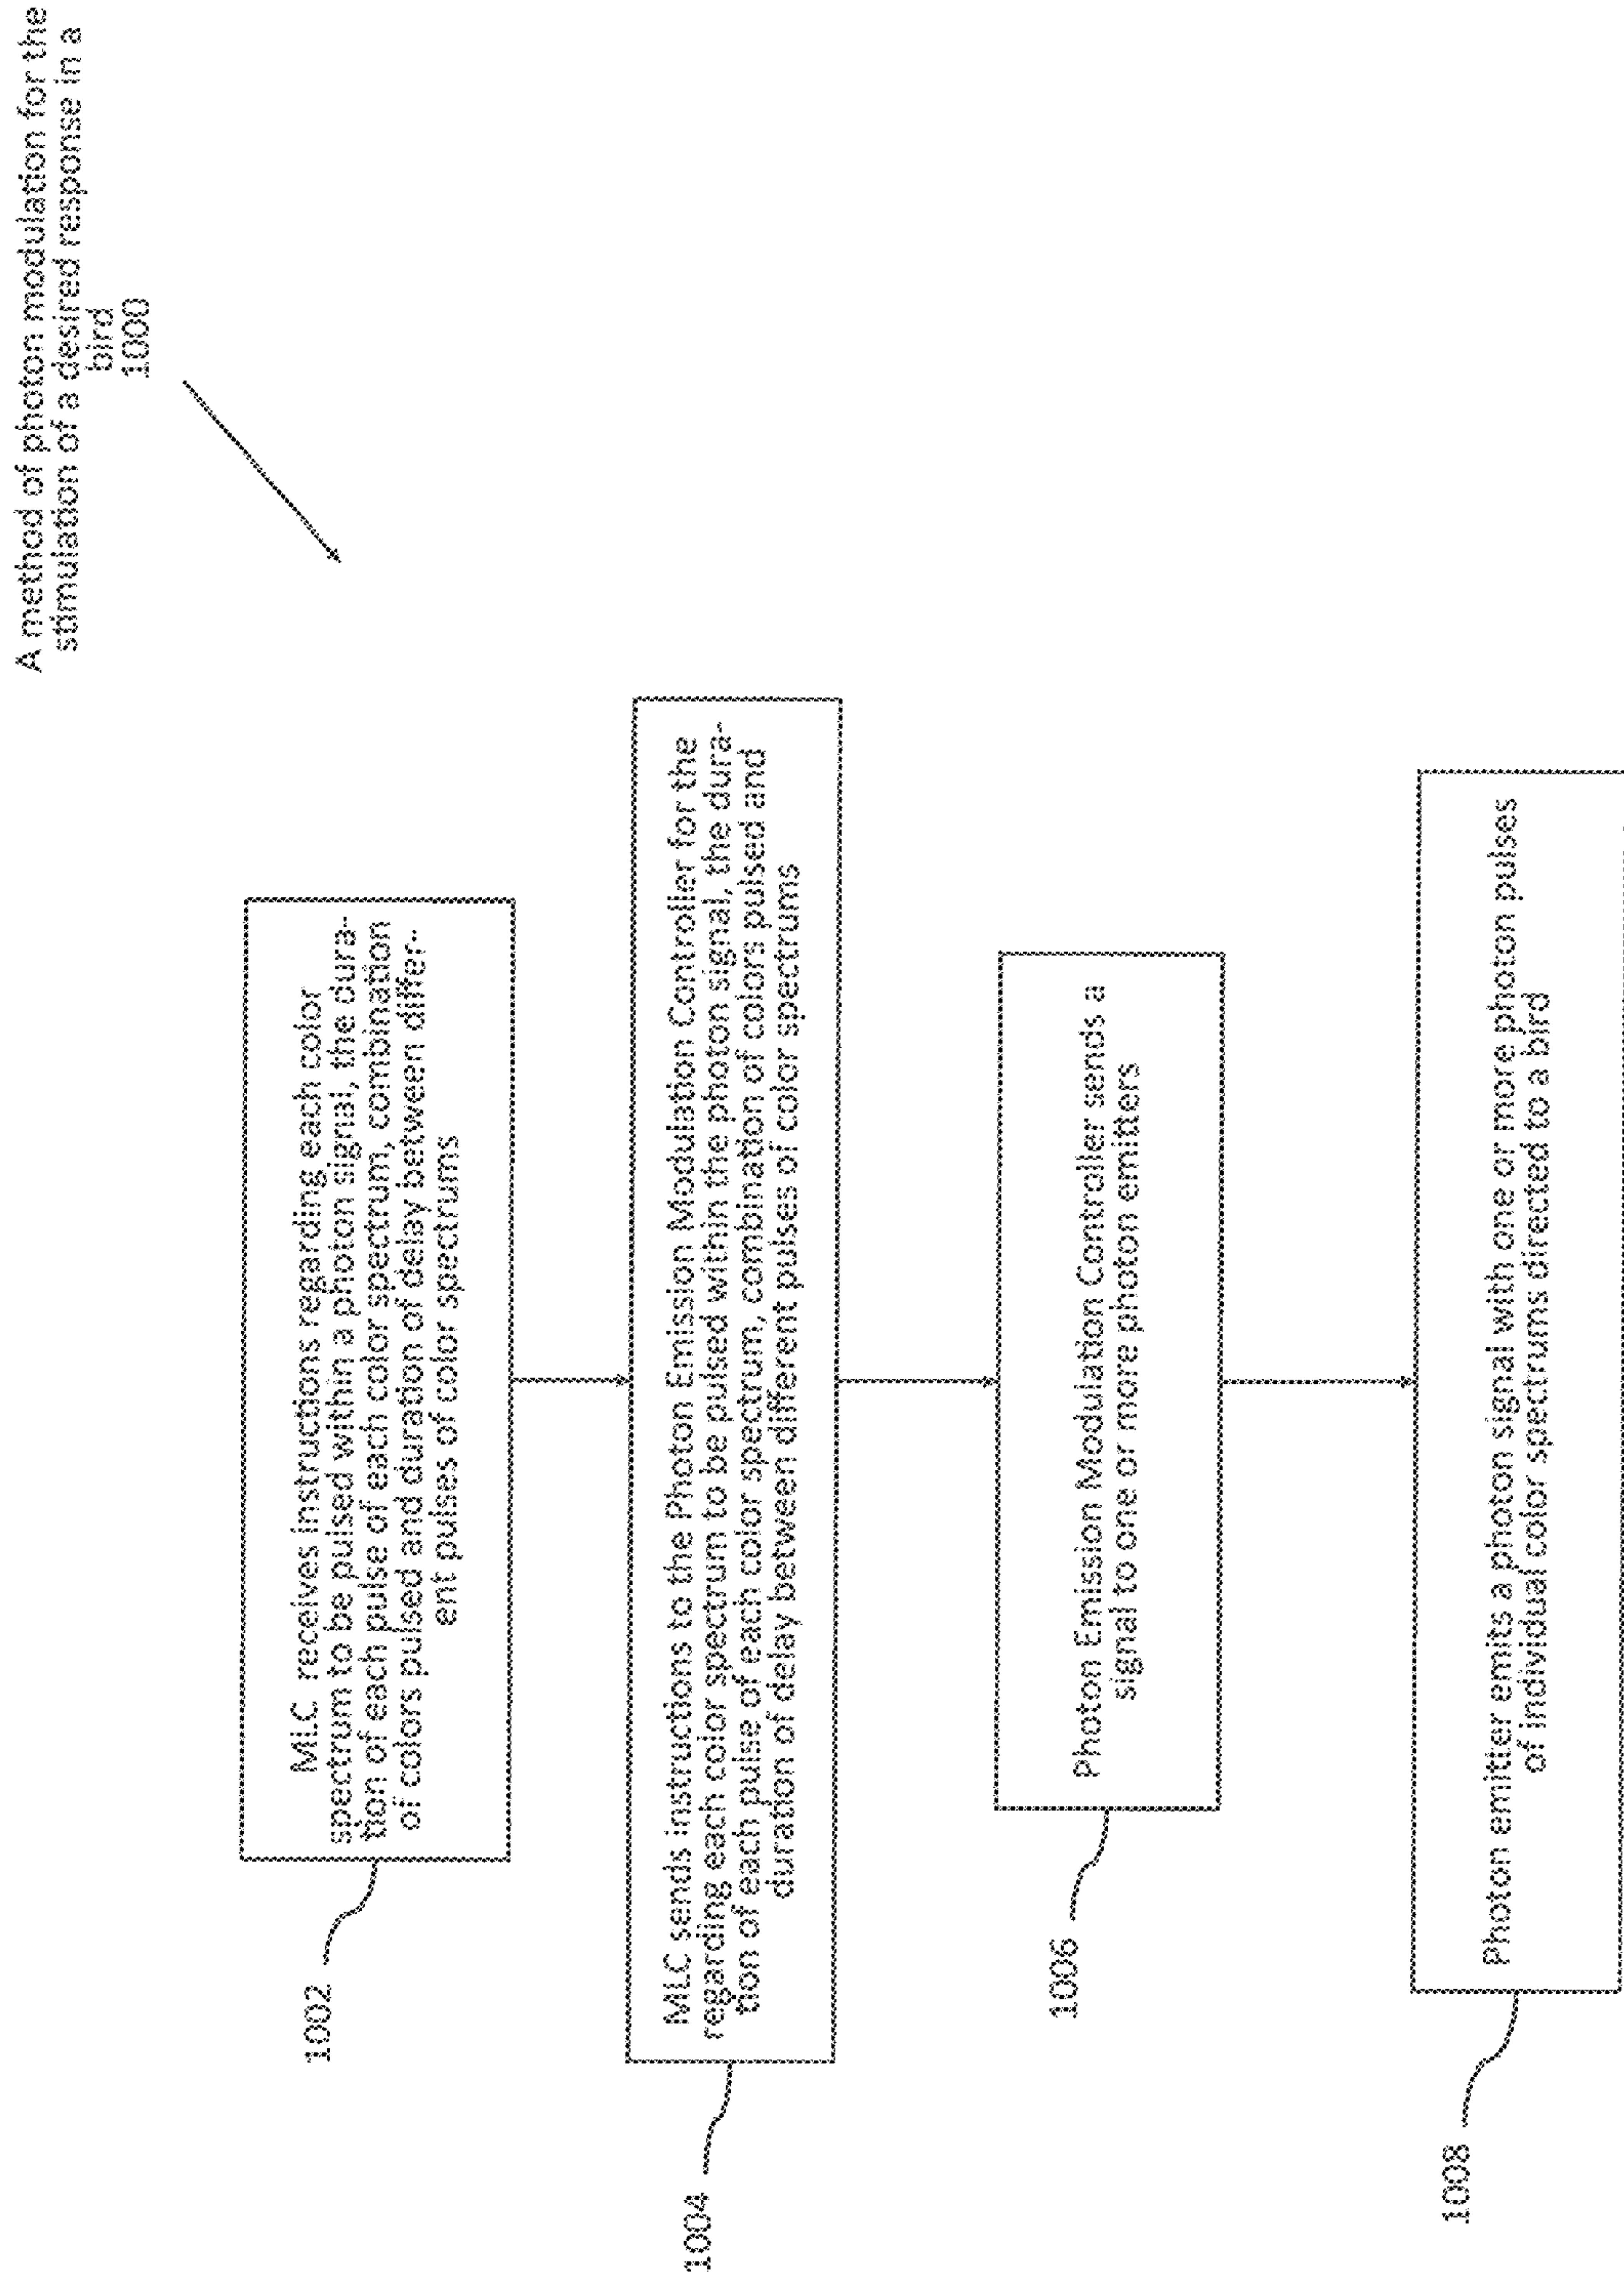 A method of photon modulation for the
stimulation of a desired response in a
bird
1000
MLC receives instructions regarding each color
spectrum to be pulsed within a photon signal, the dura-
tion of each pulse of each color spectrum, combination
of colors pulsed and duration of delay between differ-
ent pulses of color spectrums
1002
MLC sends instructions to the Photon Emission Modulation Controller for the
regarding each color spectrum to be pulsed within the photon signal, the dura-
tion of each pulse of each color spectrum, combination of colors pulsed and
duration of delay between different pulses of color spectrums
1004
Photon Emission Modulation Controller sends a
signal to one or more photon emitters
1006
Photon emitter emits a photon signal with one or more photon pulses
of individual color spectrums directed to a bird
1008